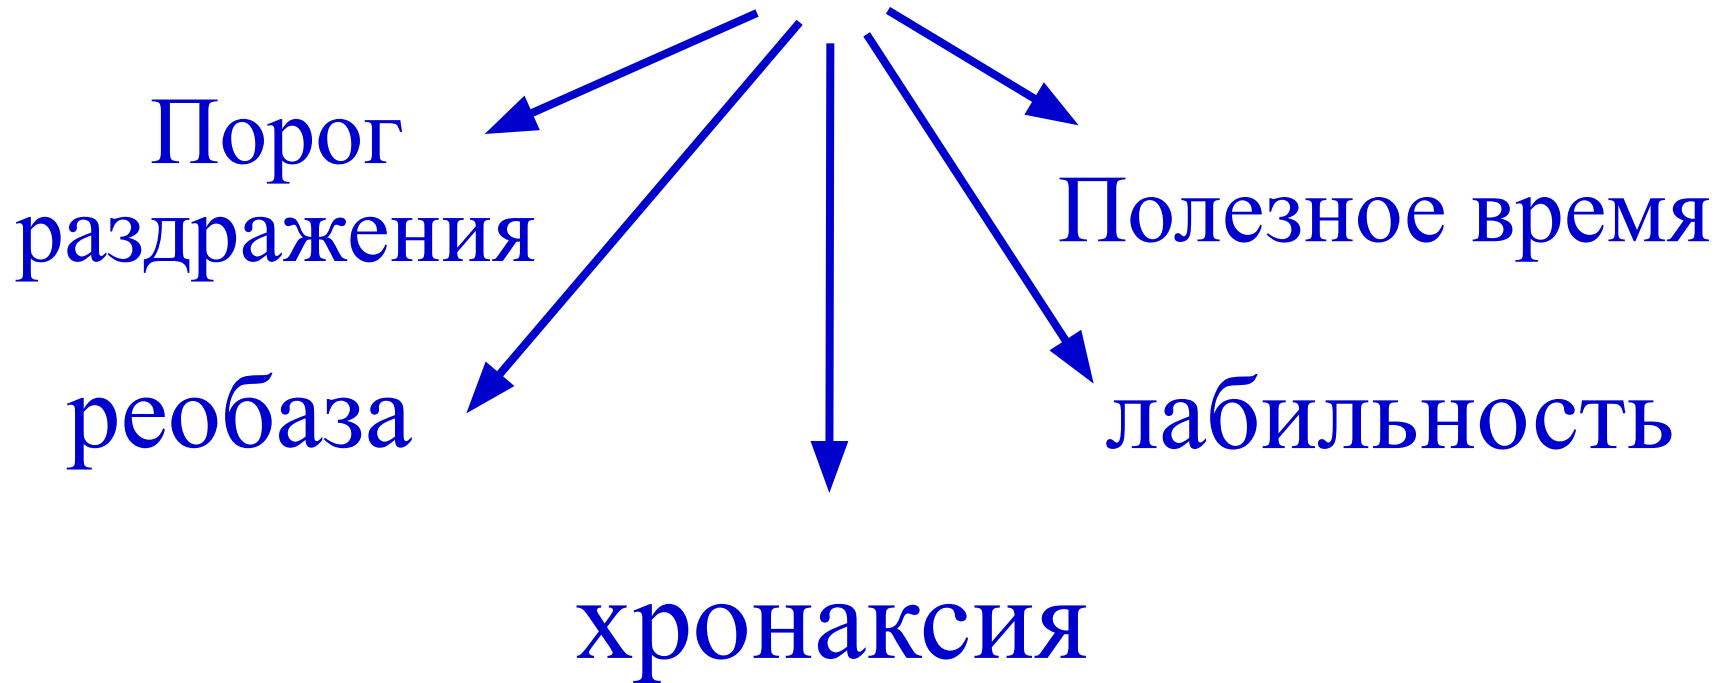 Порог
раздражения
Полезное время
реобаза
лабильность
хронаксия